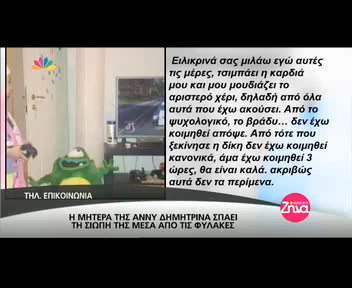 Ειλικρινά σας μιλάω εγώ αυτές
τις μέρες, τσιμπάει η καρδιά
μου και μου μουδιάζει το
αριστερό χέρι, δηλαδή από όλα
αυτά που έχω ακούσει. Από το
ψυχολογικό, το βράδυ… δεν έχω
κοιμηθεί απόψε. Από τότε που
ξεκίνησε η δίκη δεν έχω κοιμηθεί
κανονικά, άμα έχω κοιμηθεί 3
ώρες, θα είναι καλά. ακριβώς
αυτά δεν τα περίμενα.
ΤΗΛ. ΕΠΙΚΟΙΝΩΝΙΑ
Η ΜΗΤΕΡΑ ΤΗΣ ΑΝΝΥ ΔΗΜΗΤΡΙΝΑ ΣΠΑΕΙ
ΤΗ ΣΙΩΠΗ ΤΗΣ ΜΕΣΑ ΑΠΟ ΤΙΣ ΦΥΛΑΚΕΣ
Ζήνα